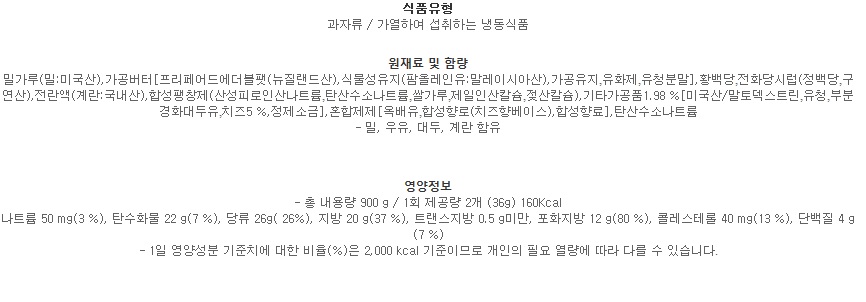 식품유형
과자류 / 가열하여 섭취하는 냉동식품
원재료 및 함량
밀가루(밀:미국산),가공버터[프리페어드에더블팻(뉴질랜드산),식물성유지(팜올레인유:말레이시아산),가공유지,유화제,유청분말],황백당,전화당시럽(정백당,구
연산),전란액(계란:국내산),합성팽창제(산성피로인산나트륨,탄산수소나트륨,쌀가루,제일인산칼슘,젖산칼슘),기타가공품1.98 %[미국산/말토덱스트린,유청,부분
경화대두유,치즈5 %,정제소금],혼합제제[옥배유,합성향료(치즈향베이스),합성향료],탄산수소나트륨
- 밀, 우유, 대두, 계란 함유
영양정보
- 총 내용량 900 g / 1회 제공량 2개 (36g) 160Kcal
나트륨 50 mg(3 %), 탄수화물 22 g(7 %), 당류 26g( 26%), 지방 20 g(37 %), 트랜스지방 0.5 g미만, 포화지방 12 g(80 %), 콜레스테롤 40 mg(13 %), 단백질 4 g
(7 %)
- 1일 영양성분 기준치에 대한 비율(%)은 2,000 kcal 기준이므로 개인의 필요 열량에 따라 다를 수 있습니다.